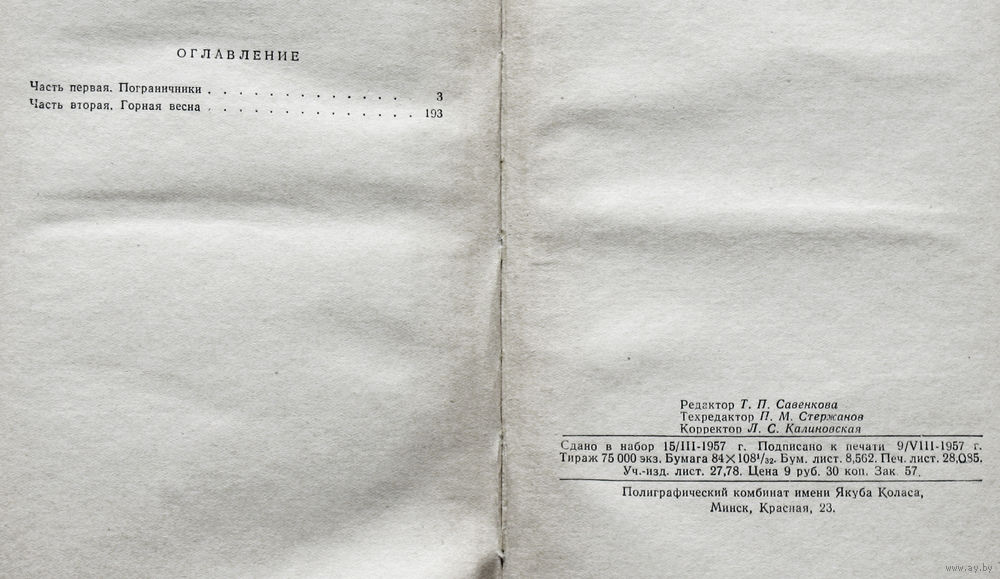 ОГЛАВЛЕНИЕ
Часть первая. Пограничники . . . . . . . . . . . . . 3
Часть вторая. Горная весна . . . . . . . . . . . . . . 193
Редактор Т. П. Савенкова
Техредактор П. М. Стержанов
Корректор Л. С. Калиновская
Сдано в набор 15/III-1957 г. Подписано к печати 9/VIII-1957 г.
Тираж 75 000 экз. Бумага 84×108¹/₃₂. Бум. лист. 8,562. Печ. лист. 28,085.
Уч.-изд. лист. 27,78. Цена 9 руб. 30 коп. Зак. 57.
Полиграфический комбинат имени Якуба Коласа,
Минск, Красная, 23.
www.ay.by